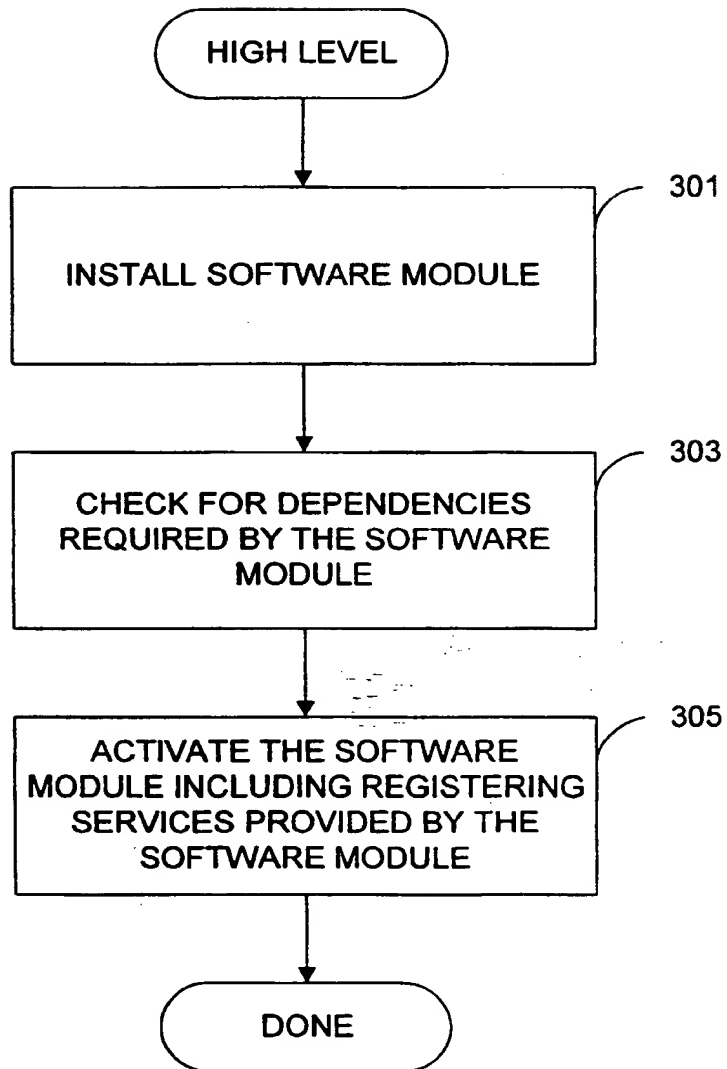 HIGH LEVEL
301
INSTALL SOFTWARE MODULE
303
CHECK FOR DEPENDENCIES
REQUIRED BY THE SOFTWARE
MODULE
305
ACTIVATE THE SOFTWARE
MODULE INCLUDING REGISTERING
SERVICES PROVIDED BY THE
SOFTWARE MODULE
DONE